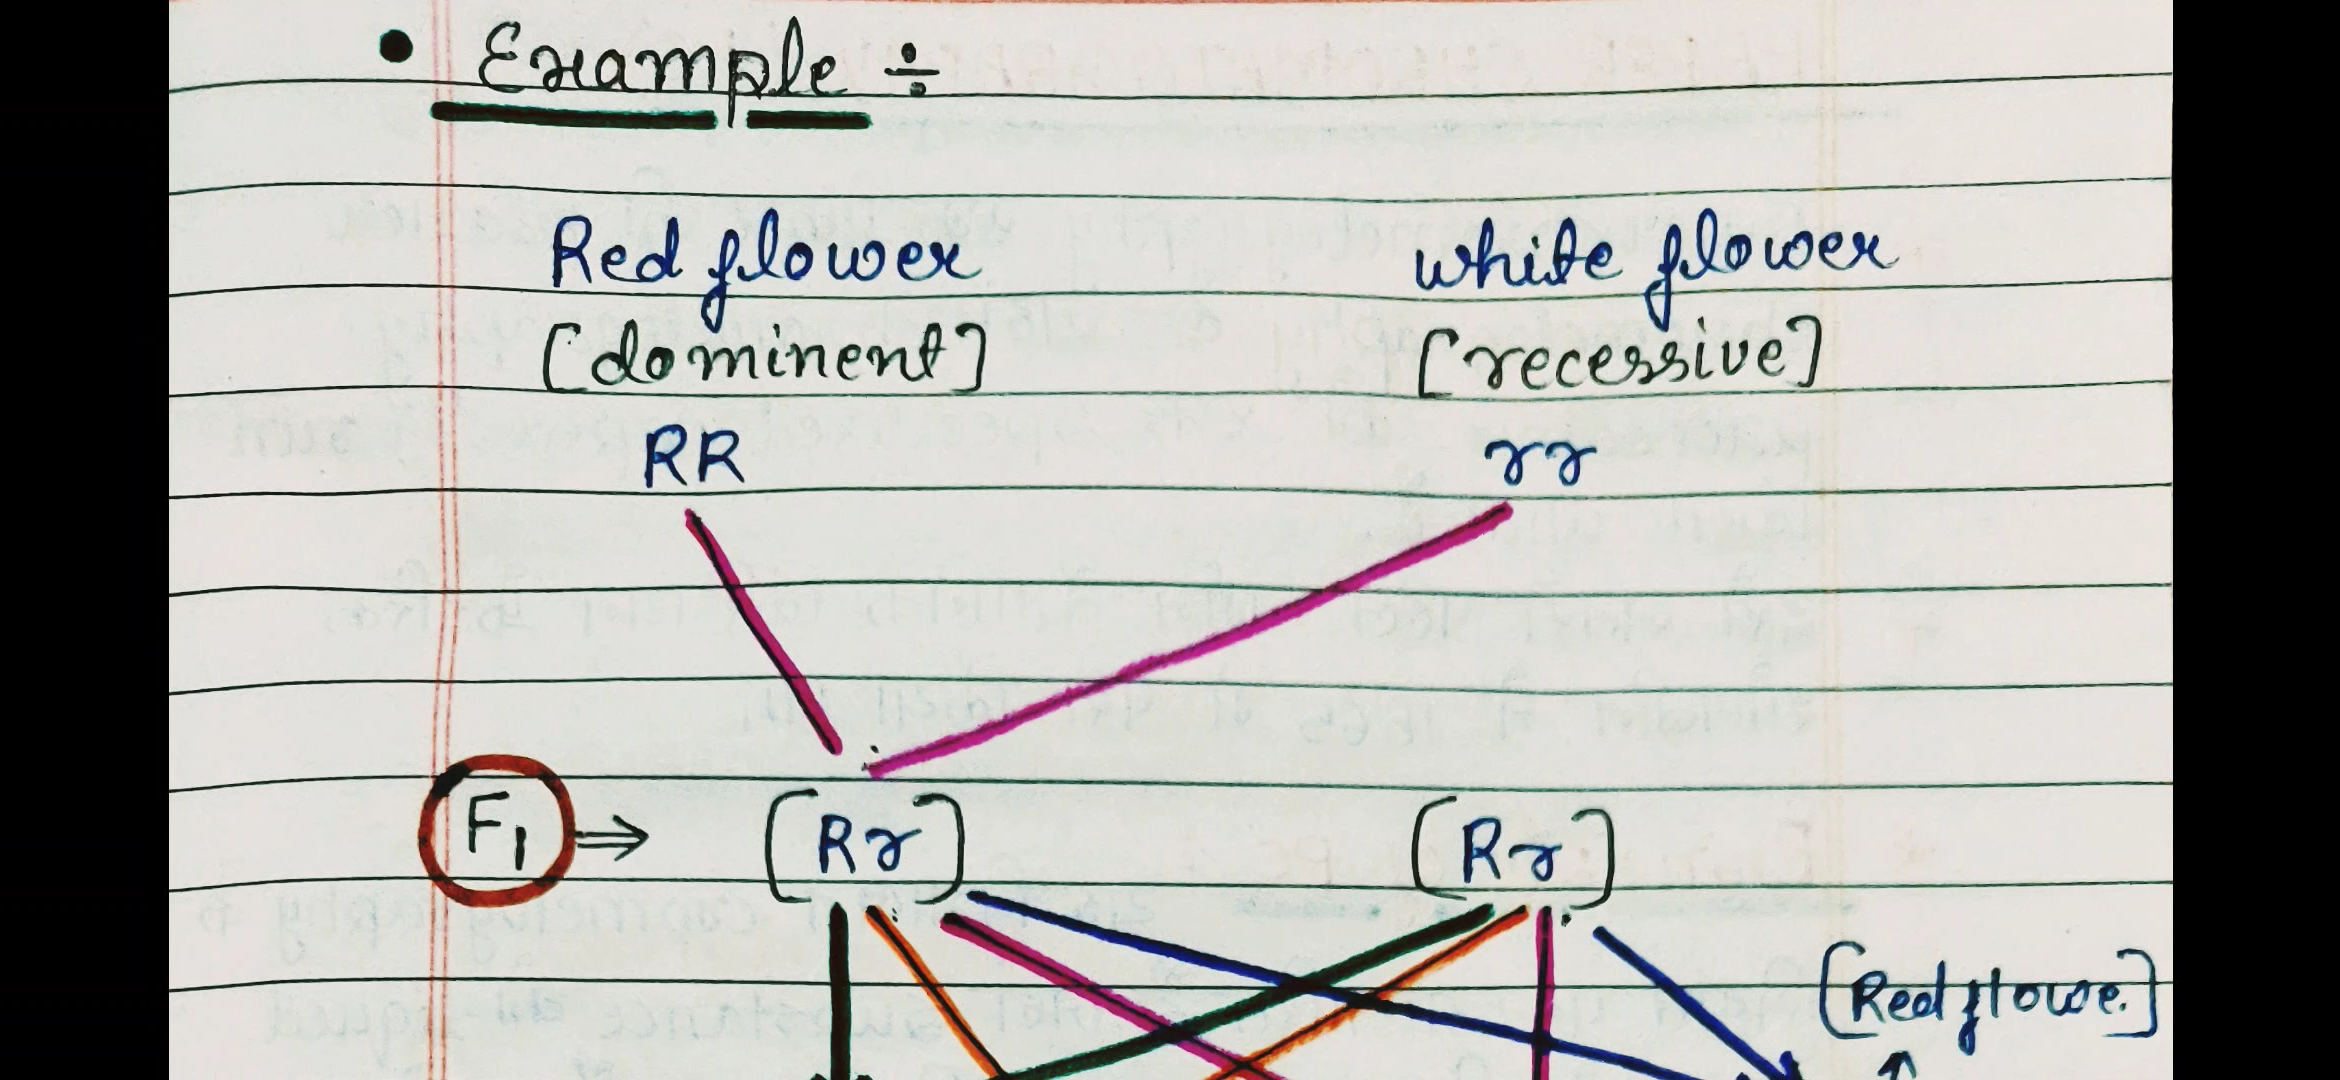 • Example ÷
Red flower white flower
[dominent] [recessive]
RR rr
F1 ⇒ [Rr] [Rr]
[Red flowe.]
↑